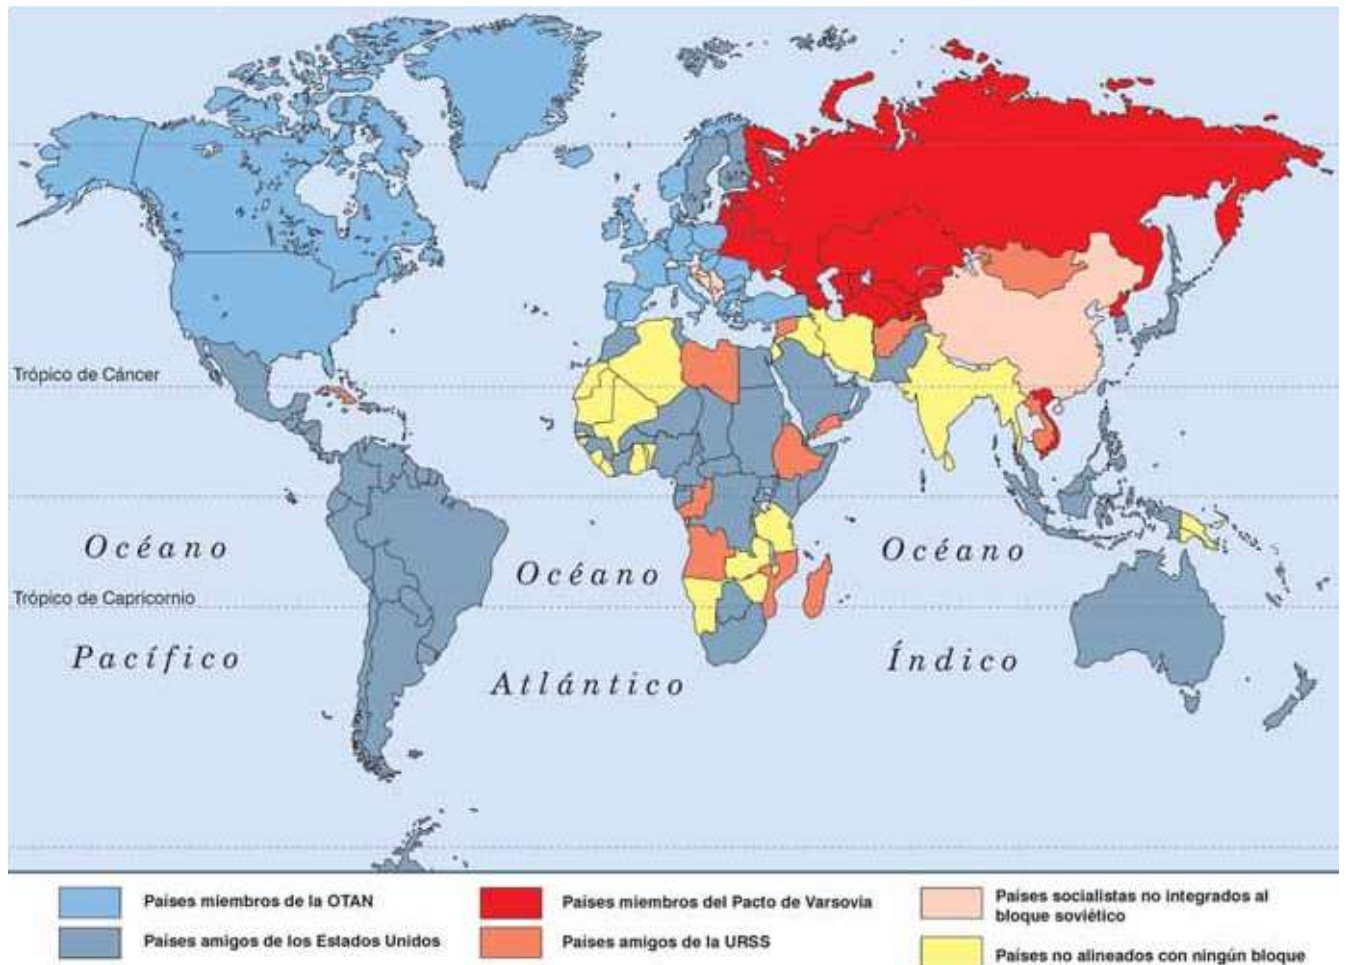 Trópico de Cáncer
Océano
Océano
Océano
Trópico de Capricornio
Pacífico
Atlántico
Índico
Países miembros de la OTAN
Países amigos de los Estados Unidos
Países miembros del Pacto de Varsovia
Países amigos de la URSS
Países socialistas no integrados al
bloque soviético
Países no alineados con ningún bloque